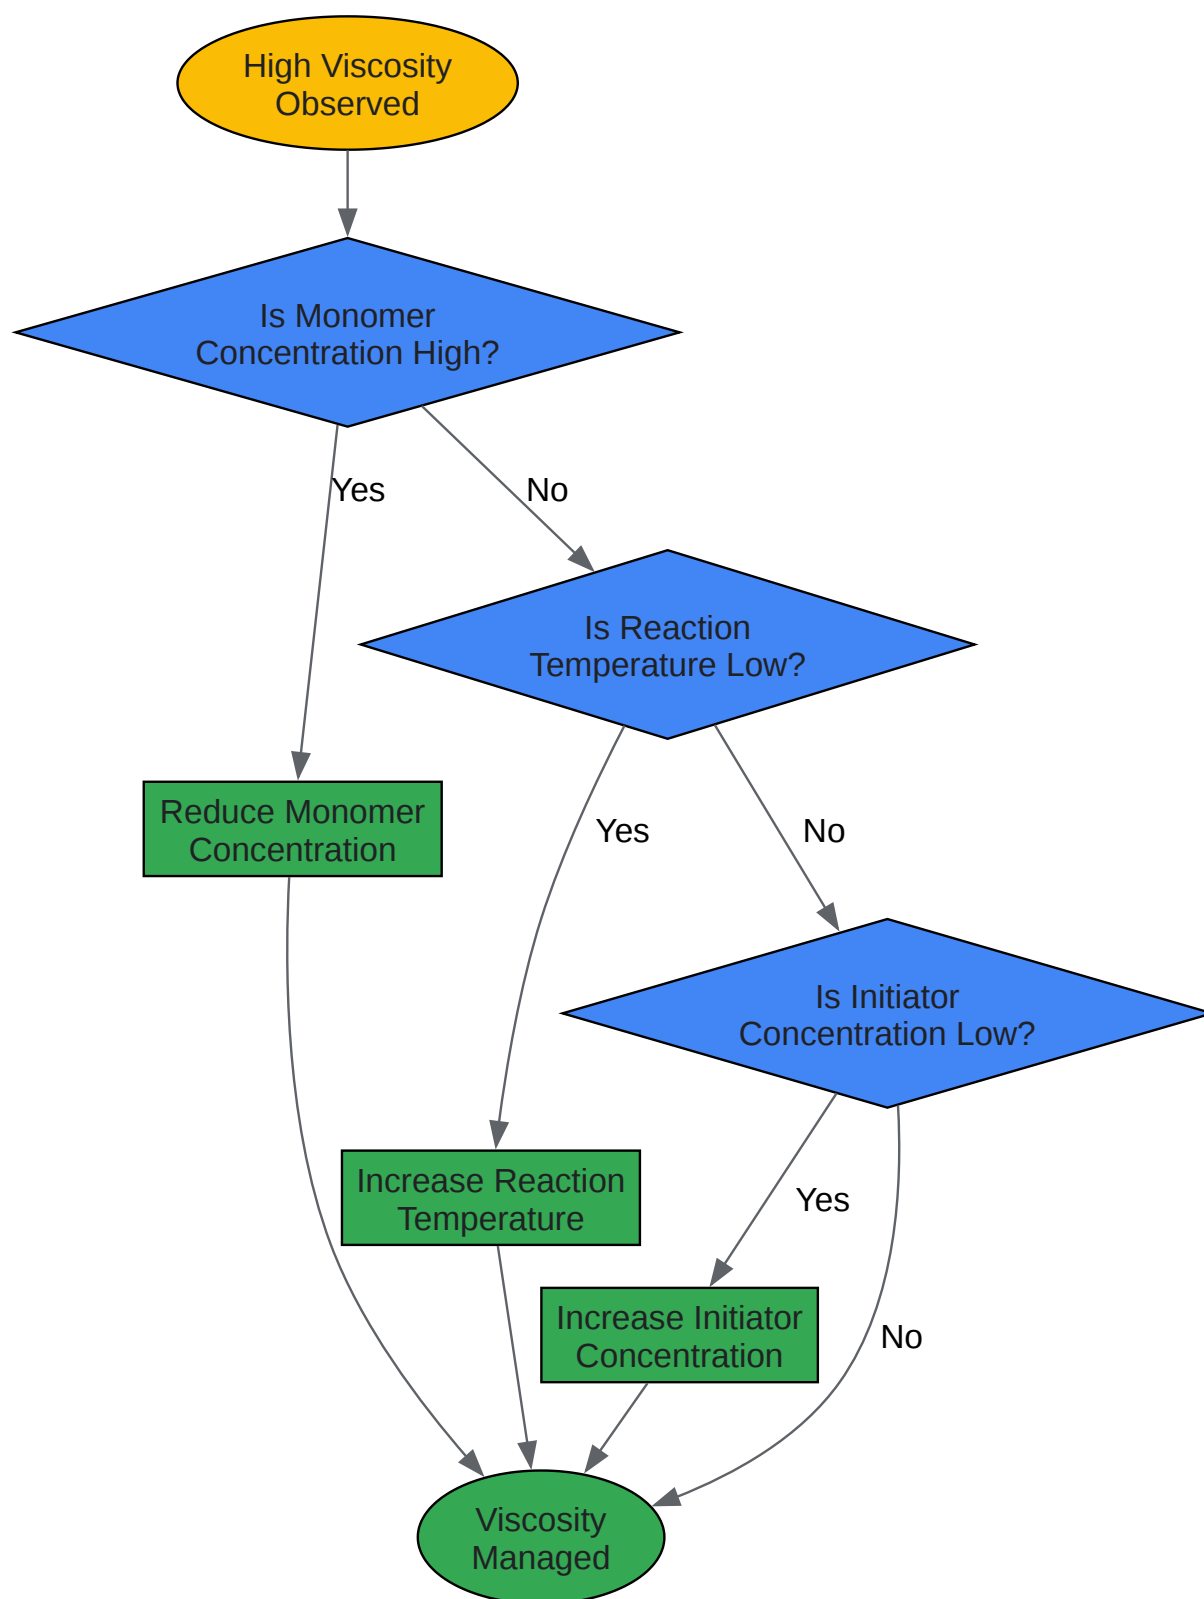 High Viscosity
Observed
Is Monomer
Concentration High?
Yes
No
Is Reaction
Temperature Low?
Reduce Monomer
Concentration
Yes
No
Is Initiator
Concentration Low?
Increase Reaction
Temperature
Yes
Increase Initiator
Concentration
No
Viscosity
Managed